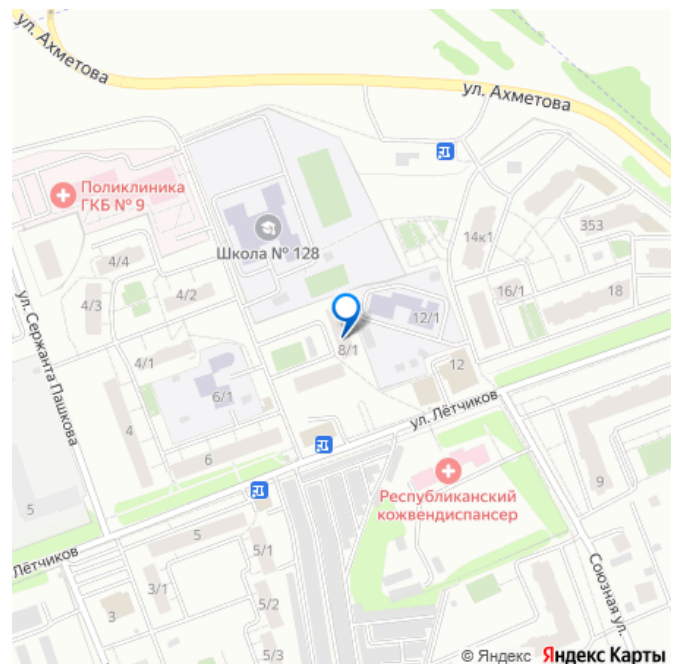 ул. Ахметова
ул. Ахметова
Поликлиника
ГКБ № 9
Школа № 128
353
14к1
4/4
4/2
16/1
18
4/3
12/1
ул. Сержанта Пашкова
8/1
4/1
12
6/1
4
ул. Лётчиков
6
9
Республиканский
кожвендиспансер
5
5
Лётчиков
5/1
3/1
5/2
3
Союзная ул.
5/3
© Яндекс Яндекс Карты